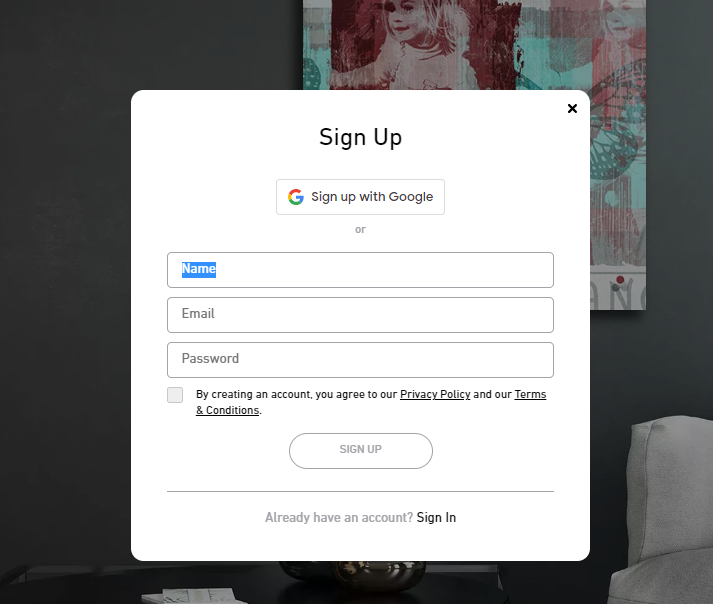 Sign Up
Sign up with Google
or
Name
Email
Password
By creating an account, you agree to our Privacy Policy and our Terms
& Conditions.
SIGN UP
Already have an account? Sign In